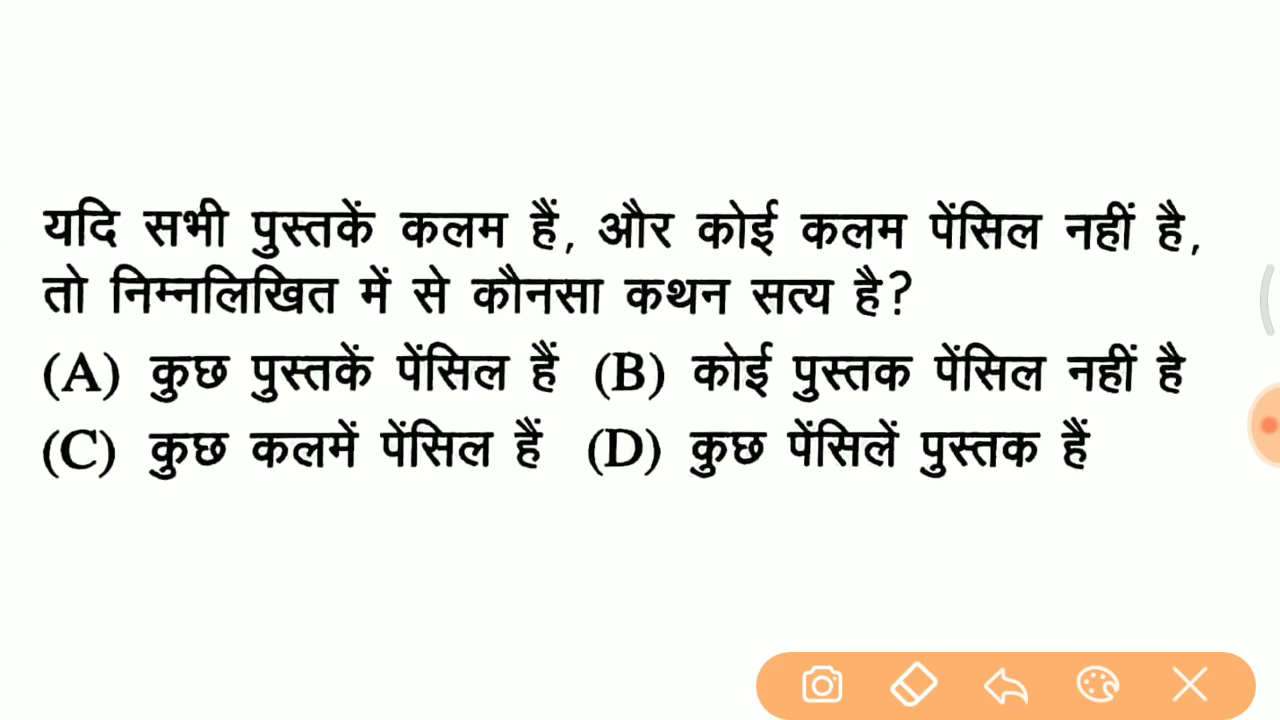 यदि सभी पुस्तकें कलम हैं, और कोई कलम पेंसिल नहीं है,
तो निम्नलिखित में से कौनसा कथन सत्य है?
(A) कुछ पुस्तकें पेंसिल हैं (B) कोई पुस्तक पेंसिल नहीं है
(C) कुछ कलमें पेंसिल हैं (D) कुछ पेंसिलें पुस्तक हैं